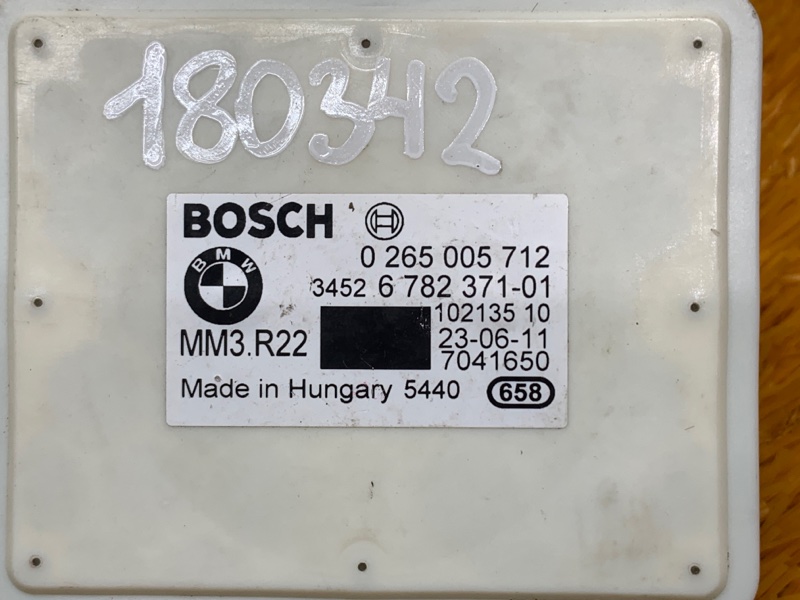 180342
BOSCH
0 265 005 712
BMW
3452 6 782 371-01
102135 10
MM3.R22
23-06-11
7041650
Made in Hungary 5440 658